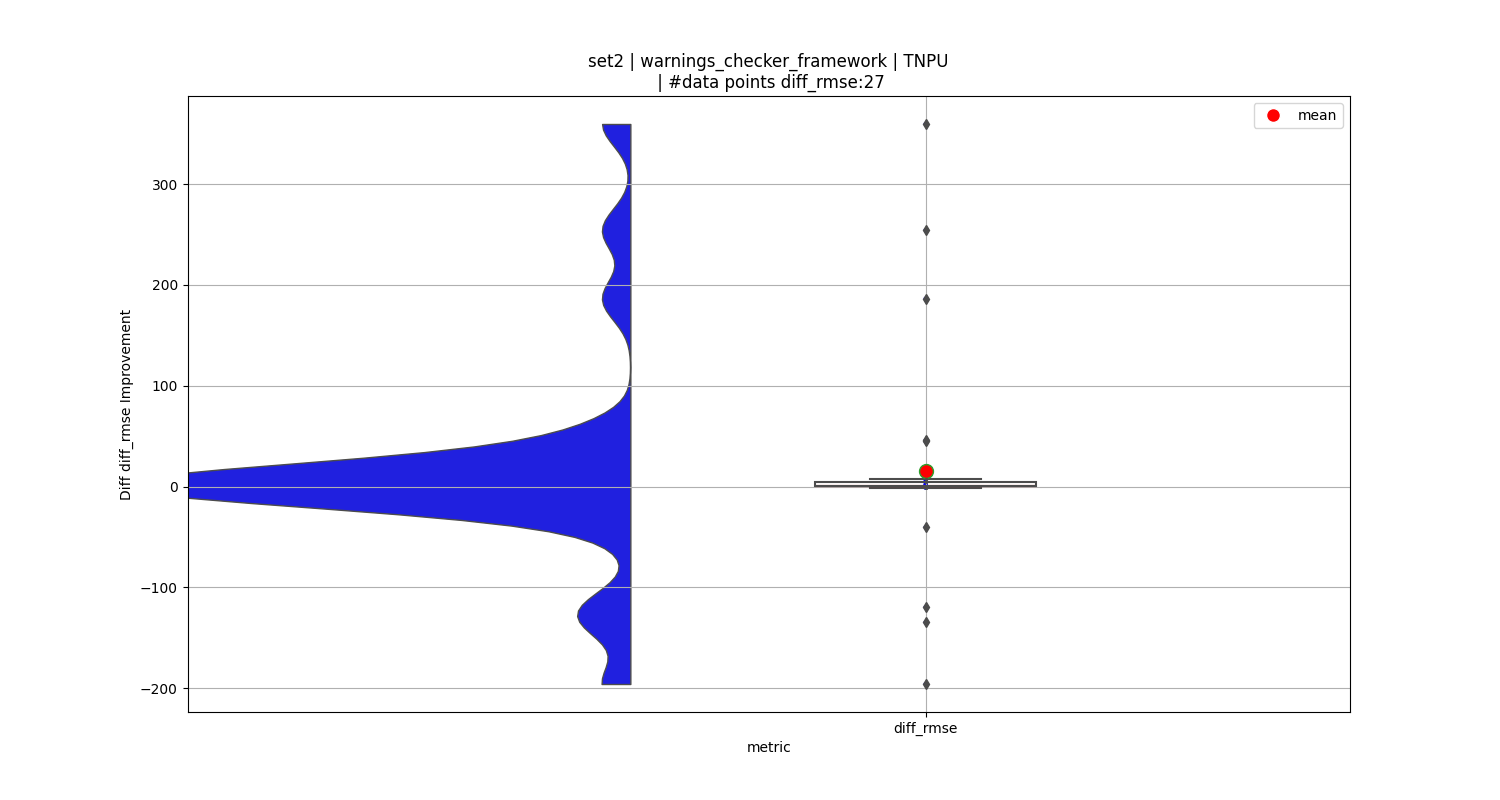 set2 | warnings_checker_framework | TNPU
| #data points diff_rmse:27
mean
300
200
100
0
−100
−200
Diff diff_rmse Improvement
diff_rmse
metric